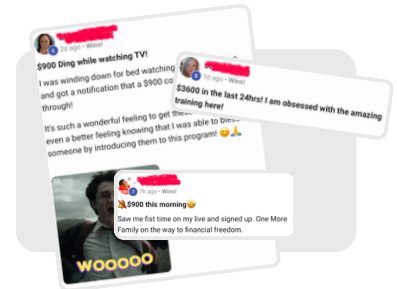 2d ago • Wins!
$900 Ding while watching TV!
I was winding down for bed watching
and got a notification that a $900 co
through!
It's such a wonderful feeling to get
even a better feeling knowing that I was able to
someone by introducing them to this program! 😊🙏
WOOOOO
1d ago • Wins!
$3600 in the last 24hrs! I am obsessed with the amazing
training here!
7h ago • Wins!
$900 this morning🤩
Saw me fist time on my live and signed up. One More
Family on the way to financial freedom.